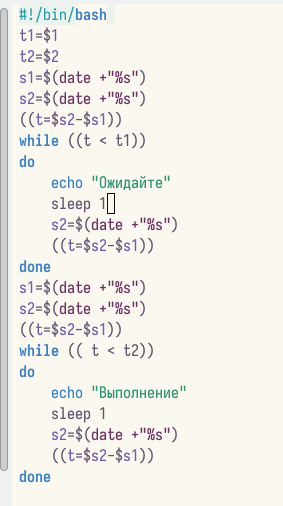 #!/bin/bash
t1=$1
t2=$2
s1=$(date +"%s")
s2=$(date +"%s")
((t=$s2-$s1))
while ((t < t1))
do
    echo "Ожидайте"
    sleep 1
    s2=$(date +"%s")
    ((t=$s2-$s1))
done
s1=$(date +"%s")
s2=$(date +"%s")
((t=$s2-$s1))
while (( t < t2))
do
    echo "Выполнение"
    sleep 1
    s2=$(date +"%s")
    ((t=$s2-$s1))
done